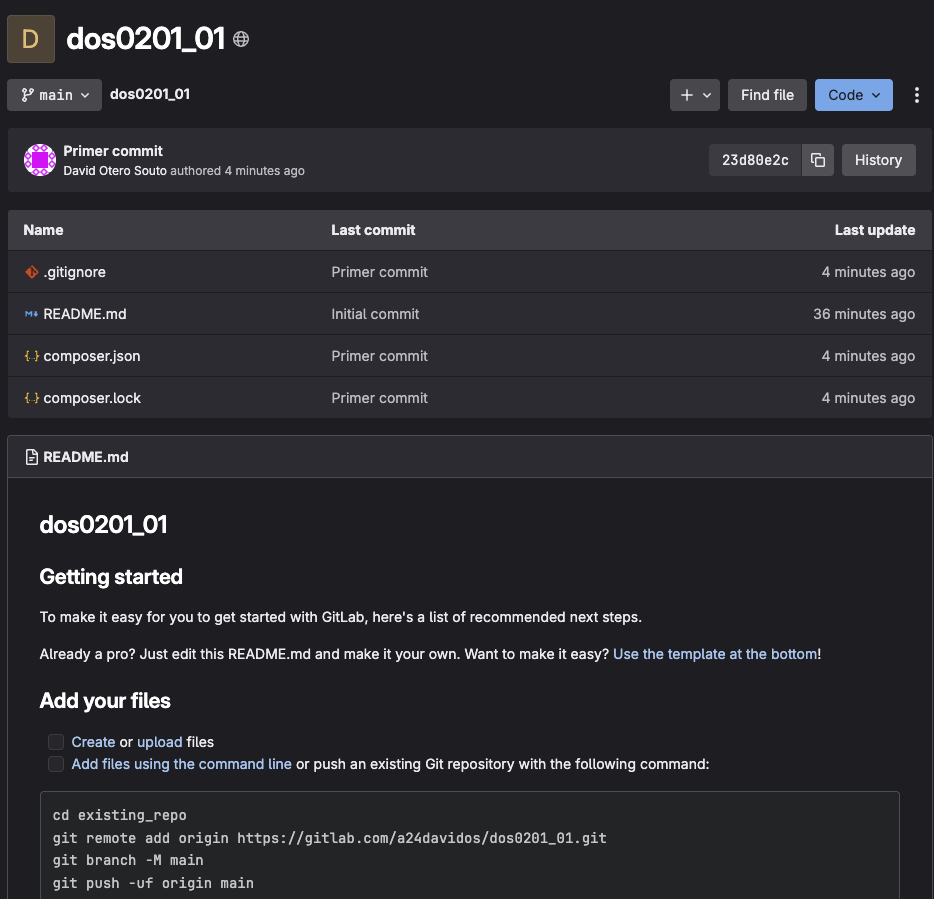 D dos0201_01
main dos0201_01 + Find file Code
Primer commit
David Otero Souto authored 4 minutes ago
23d80e2c History
Name Last commit Last update
.gitignore Primer commit 4 minutes ago
README.md Initial commit 36 minutes ago
{..} composer.json Primer commit 4 minutes ago
{..} composer.lock Primer commit 4 minutes ago
README.md
dos0201_01
Getting started
To make it easy for you to get started with GitLab, here's a list of recommended next steps.
Already a pro? Just edit this README.md and make it your own. Want to make it easy? Use the template at the bottom!
Add your files
Create or upload files
Add files using the command line or push an existing Git repository with the following command:
cd existing_repo
git remote add origin https://gitlab.com/a24davidos/dos0201_01.git
git branch -M main
git push -uf origin main